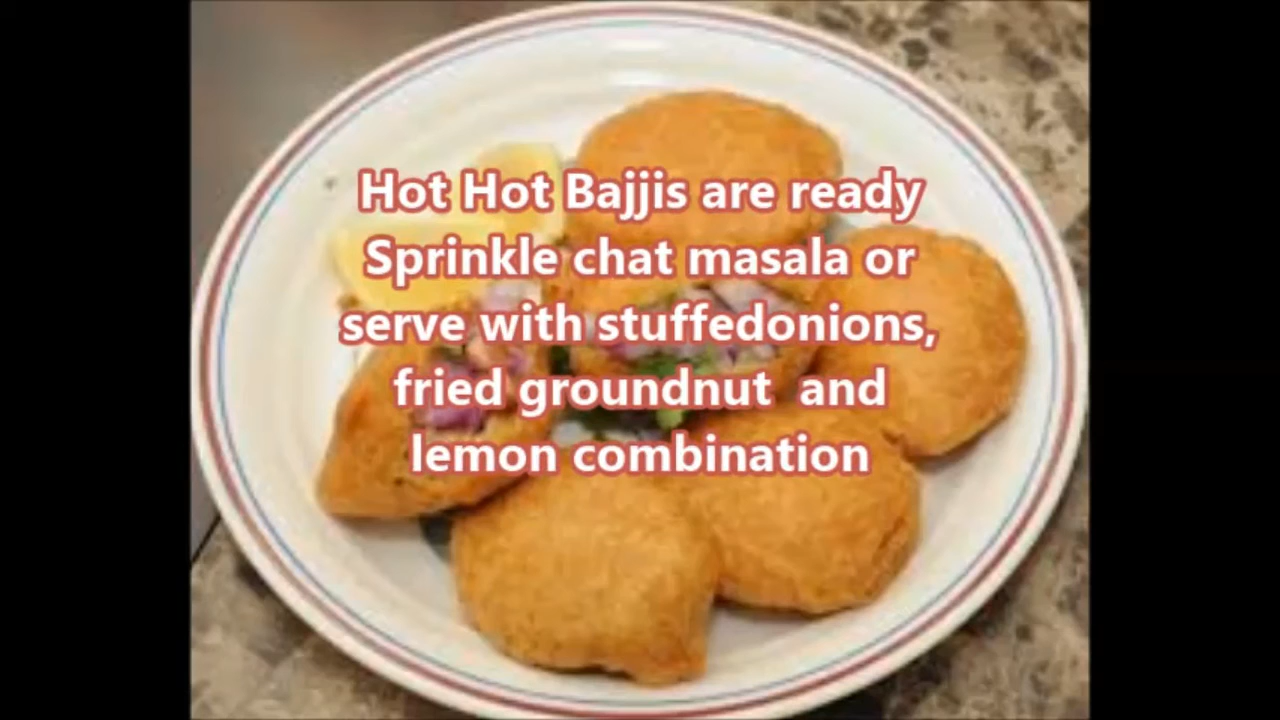 Hot Hot Bajjis are ready
Sprinkle chat masala or
serve with stuffedonions,
fried groundnut  and
lemon combination